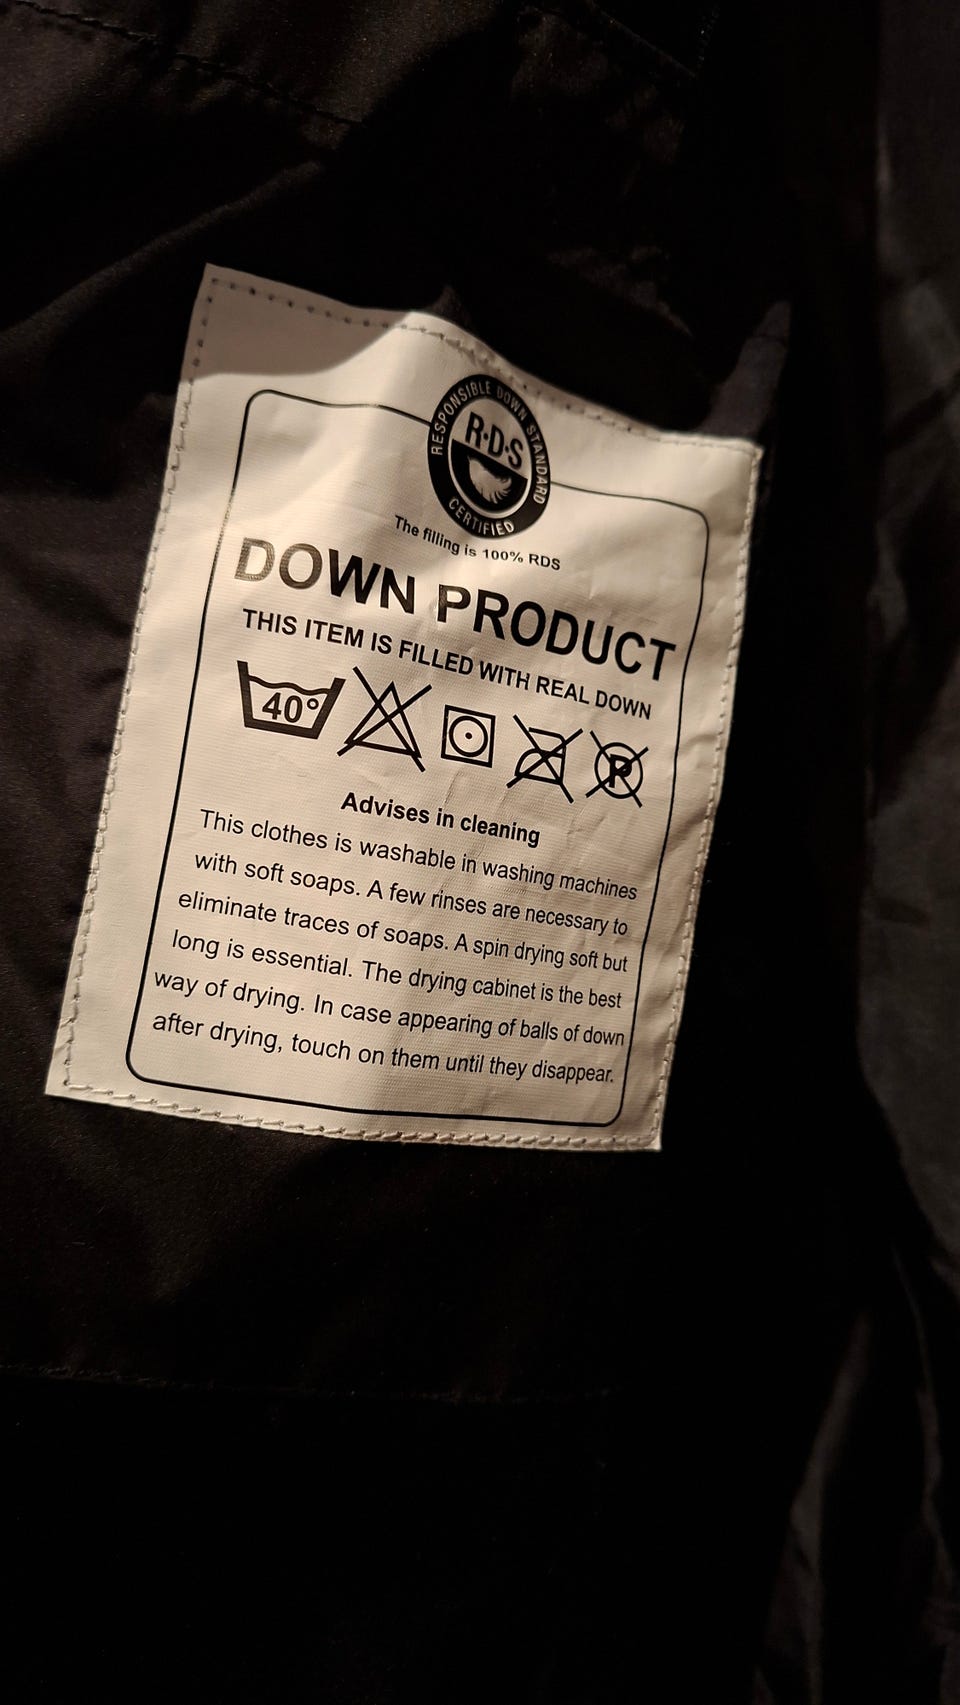 RESPONSIBLE DOWN STANDARD
R·D·S
CERTIFIED
The filling is 100% RDS
DOWN PRODUCT
THIS ITEM IS FILLED WITH REAL DOWN
40°
P
Advises in cleaning
This clothes is washable in washing machines
with soft soaps. A few rinses are necessary to
eliminate traces of soaps. A spin drying soft but
long is essential. The drying cabinet is the best
way of drying. In case appearing of balls of down
after drying, touch on them until they disappear.